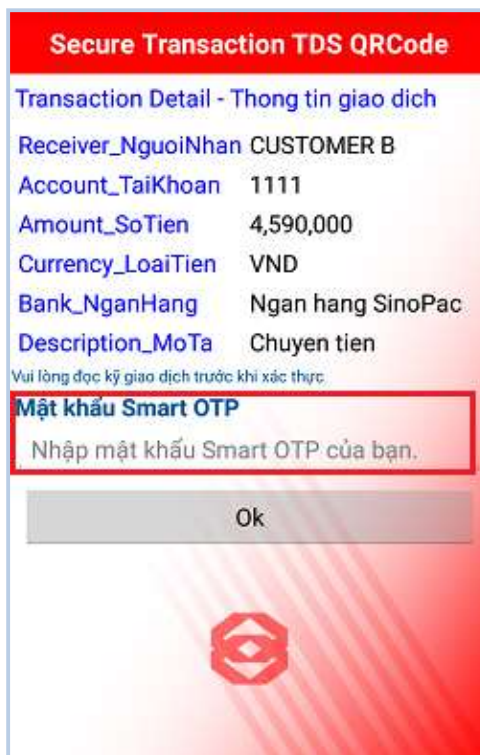 Secure Transaction TDS QRCode
Transaction Detail - Thong tin giao dich
Receiver_NguoiNhan CUSTOMER B
Account_TaiKhoan 1111
Amount_SoTien 4,590,000
Currency_LoaiTien VND
Bank_NganHang Ngan hang SinoPac
Description_MoTa Chuyen tien
Vui lòng đọc kỹ giao dịch trước khi xác thực
Mật khẩu Smart OTP
Nhập mật khẩu Smart OTP của bạn.
Ok